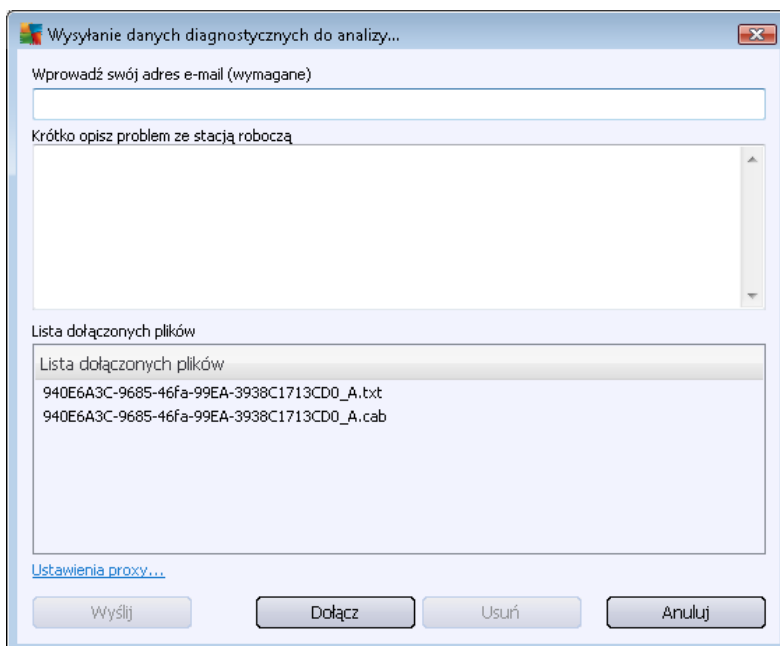 Wysyłanie danych diagnostycznych do analizy...
Wprowadź swój adres e-mail (wymagane)
Krótko opisz problem ze stacją roboczą
Lista dołączonych plików
Lista dołączonych plików
940E6A3C-9685-46fa-99EA-3938C1713CD0_A.txt
940E6A3C-9685-46fa-99EA-3938C1713CD0_A.cab
Ustawienia proxy...
Wyślij Dołącz Usuń Anuluj